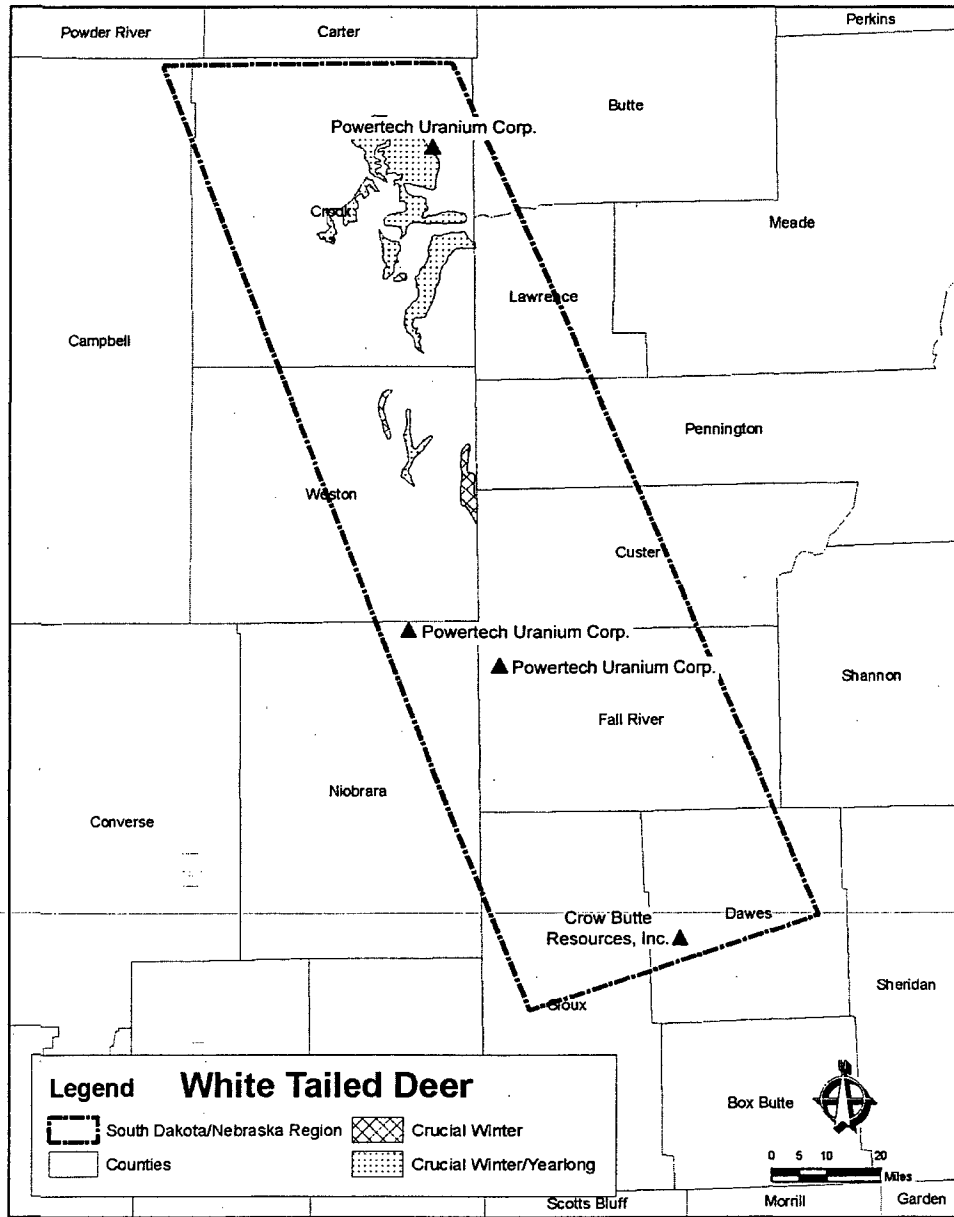 Powder River
Carter
Perkins
Butte
Powertech Uranium Corp.
Crook
Meade
Lawrence
Campbell
Pennington
Weston
Custer
Powertech Uranium Corp.
Powertech Uranium Corp.
Shannon
Fall River
Niobrara
Converse
Crow Butte
Resources, Inc.
Dawes
Sheridan
Sioux
Legend White Tailed Deer
South Dakota/Nebraska Region
Crucial Winter
Counties
Crucial Winter/Yearlong
Box Butte
N
0 5 10 20
Miles
Scotts Bluff
Morrill
Garden